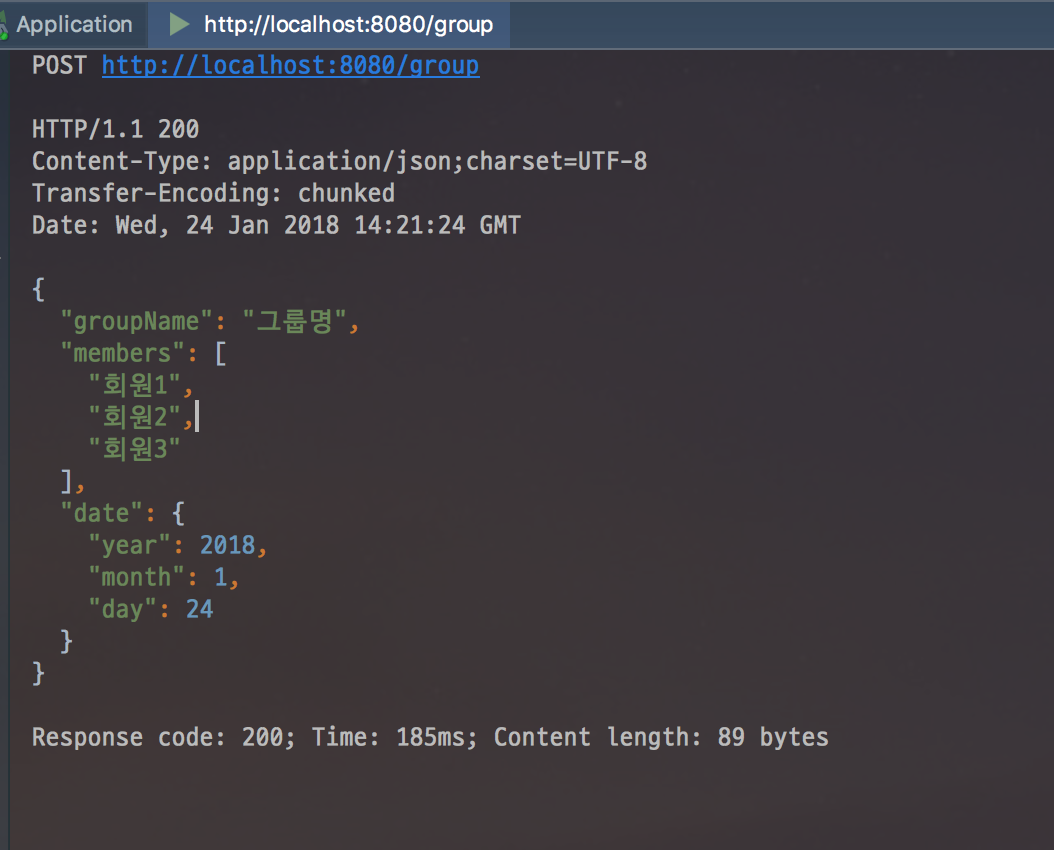 Application
http://localhost:8080/group
POST http://localhost:8080/group
HTTP/1.1 200
Content-Type: application/json;charset=UTF-8
Transfer-Encoding: chunked
Date: Wed, 24 Jan 2018 14:21:24 GMT
{
"groupName": "그룹명",
"members": [
"회원1",
"회원2",
"회원3"
],
"date": {
"year": 2018,
"month": 1,
"day": 24
}
}
Response code: 200; Time: 185ms; Content length: 89 bytes